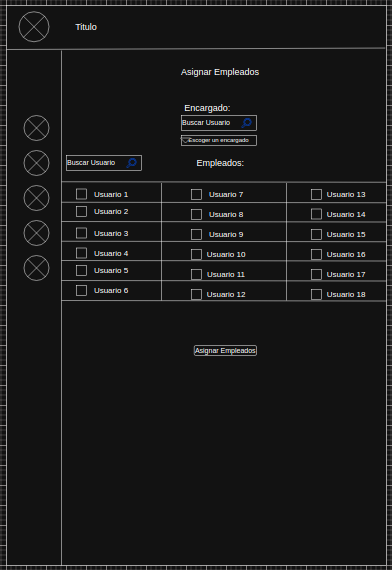 Titulo
Asignar Empleados
Encargado:
Buscar Usuario
Escoger un encargado
Buscar Usuario
Empleados:
Usuario 1 Usuario 7 Usuario 13
Usuario 2 Usuario 8 Usuario 14
Usuario 3 Usuario 9 Usuario 15
Usuario 4 Usuario 10 Usuario 16
Usuario 5 Usuario 11 Usuario 17
Usuario 6 Usuario 12 Usuario 18
Asignar Empleados